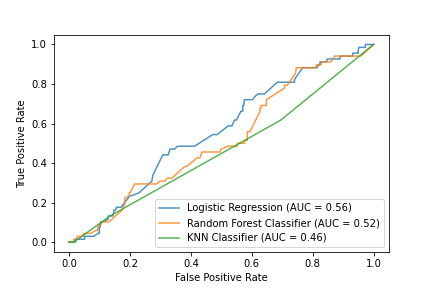 1.0
0.8
0.6
0.4
0.2
0.0
True Positive Rate
Logistic Regression (AUC = 0.56)
Random Forest Classifier (AUC = 0.52)
KNN Classifier (AUC = 0.46)
0.0 0.2 0.4 0.6 0.8 1.0
False Positive Rate